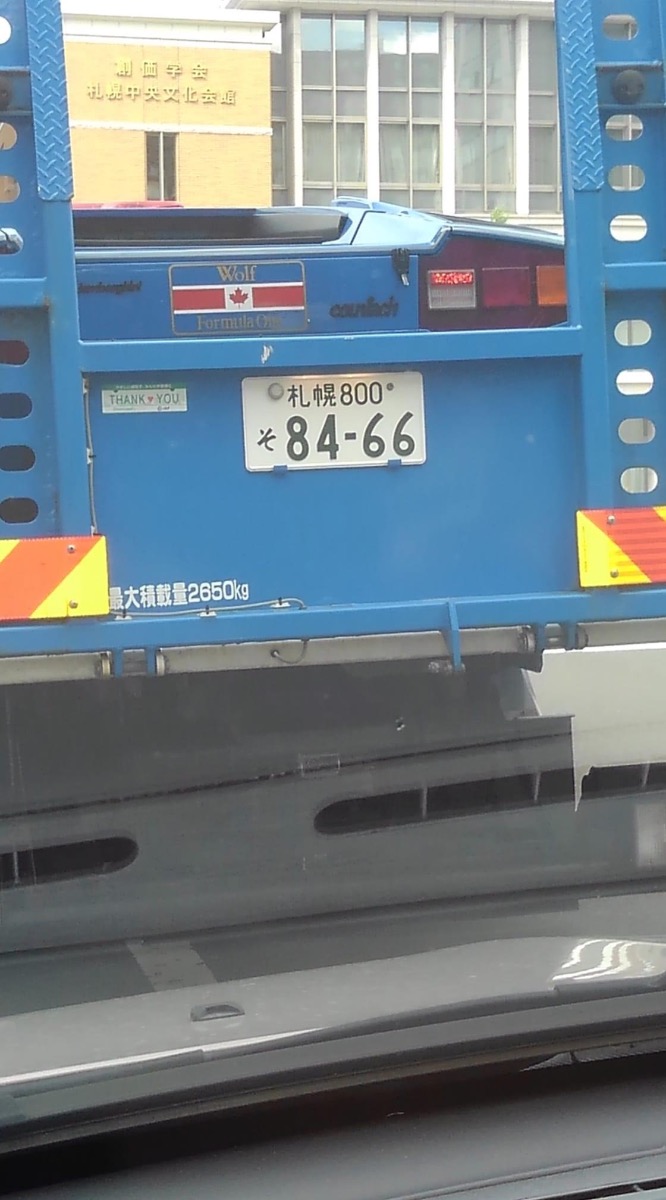 創価学会
札幌中央文化会館
Lamborghini
Wolf
Formula One
countach
THANK♥YOU
札幌800
そ 84-66
最大積載量2650kg